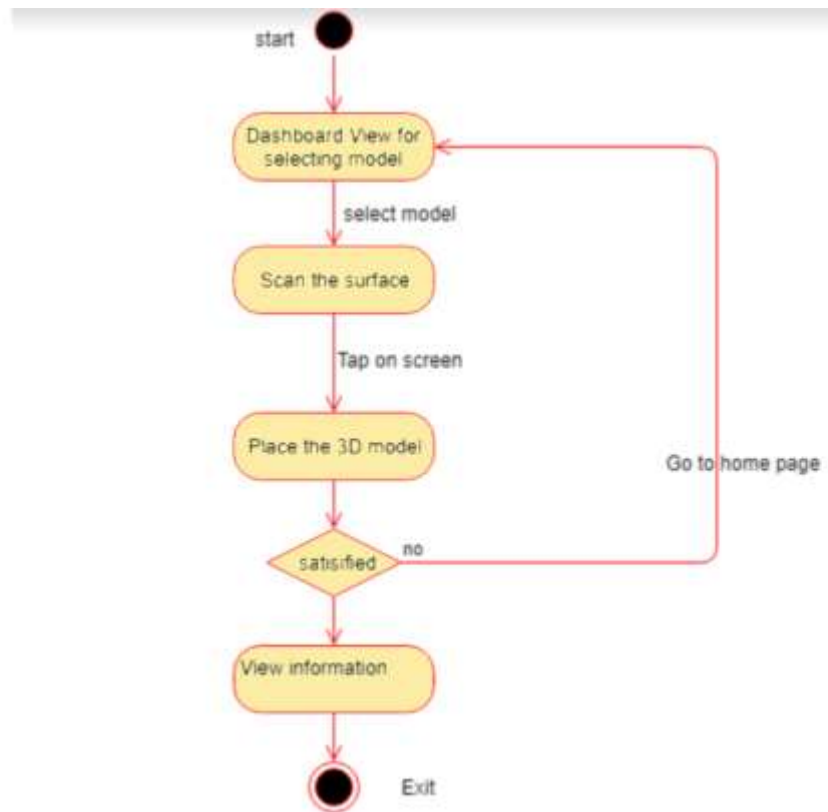 start
Dashboard View for
selecting model
select model
Scan the surface
Tap on screen
Place the 3D model
Go to home page
satisified
no
View information
Exit